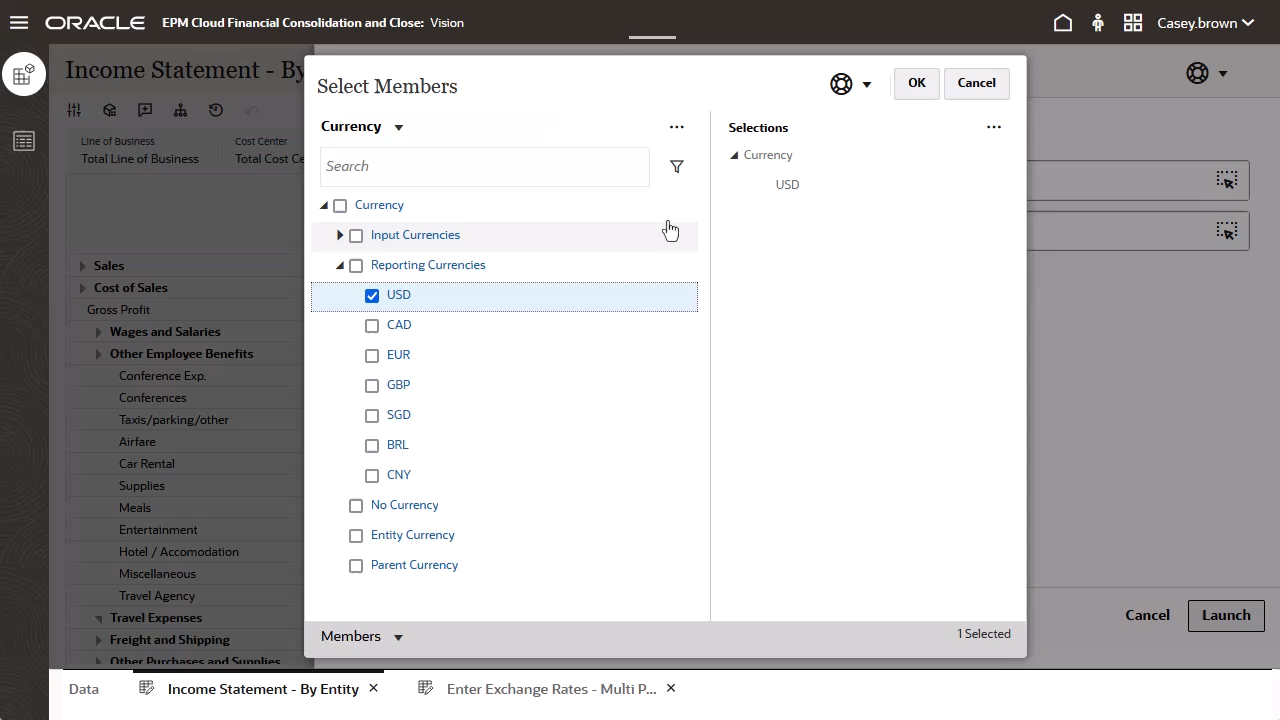 ORACLE EPM Cloud Financial Consolidation and Close: Vision Casey.brown
Income Statement - By
Line of Business
Total Line of Business
Cost Center
Total Cost Ce
Sales
Cost of Sales
Gross Profit
Wages and Salaries
Other Employee Benefits
Conference Exp.
Conferences
Taxis/parking/other
Airfare
Car Rental
Supplies
Meals
Entertainment
Hotel / Accomodation
Miscellaneous
Travel Agency
Travel Expenses
Freight and Shipping
Other Purchases and Supplies
Select Members
OK
Cancel
Currency
Search
Currency
Input Currencies
Reporting Currencies
USD
CAD
EUR
GBP
SGD
BRL
CNY
No Currency
Entity Currency
Parent Currency
Selections
Currency
USD
Members
1 Selected
Cancel
Launch
Data
Income Statement - By Entity
Enter Exchange Rates - Multi P...